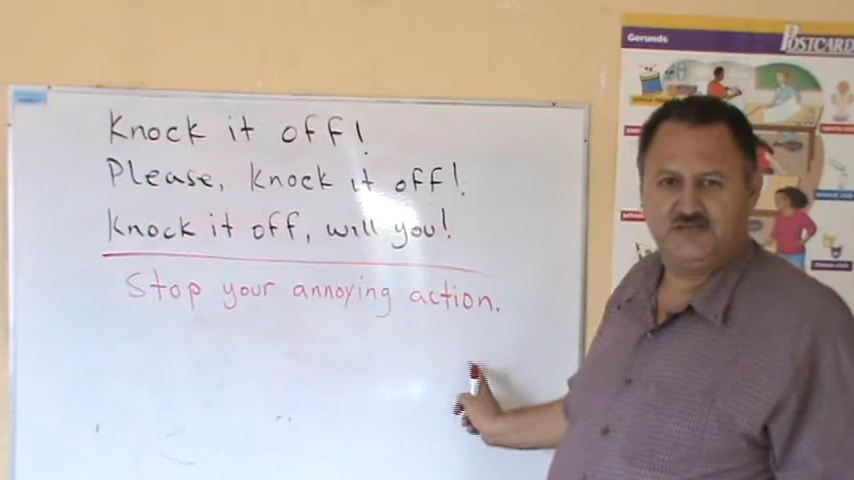 Knock it off!
Please, knock it off!
Knock it off, will you!
Stop your annoying action.
Gerunds
POSTCARD